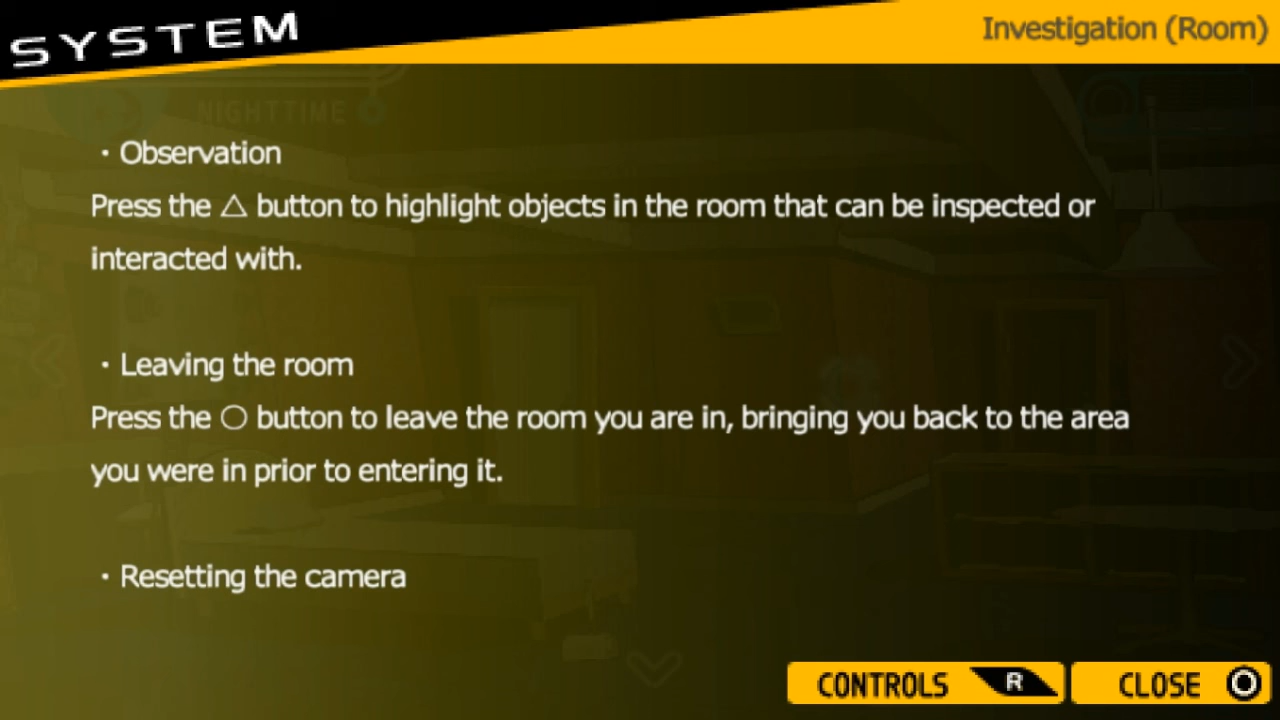 SYSTEM
Investigation (Room)
NIGHTTIME
・Observation
Press the △ button to highlight objects in the room that can be inspected or
interacted with.
・Leaving the room
Press the ○ button to leave the room you are in, bringing you back to the area
you were in prior to entering it.
・Resetting the camera
CONTROLS R
CLOSE